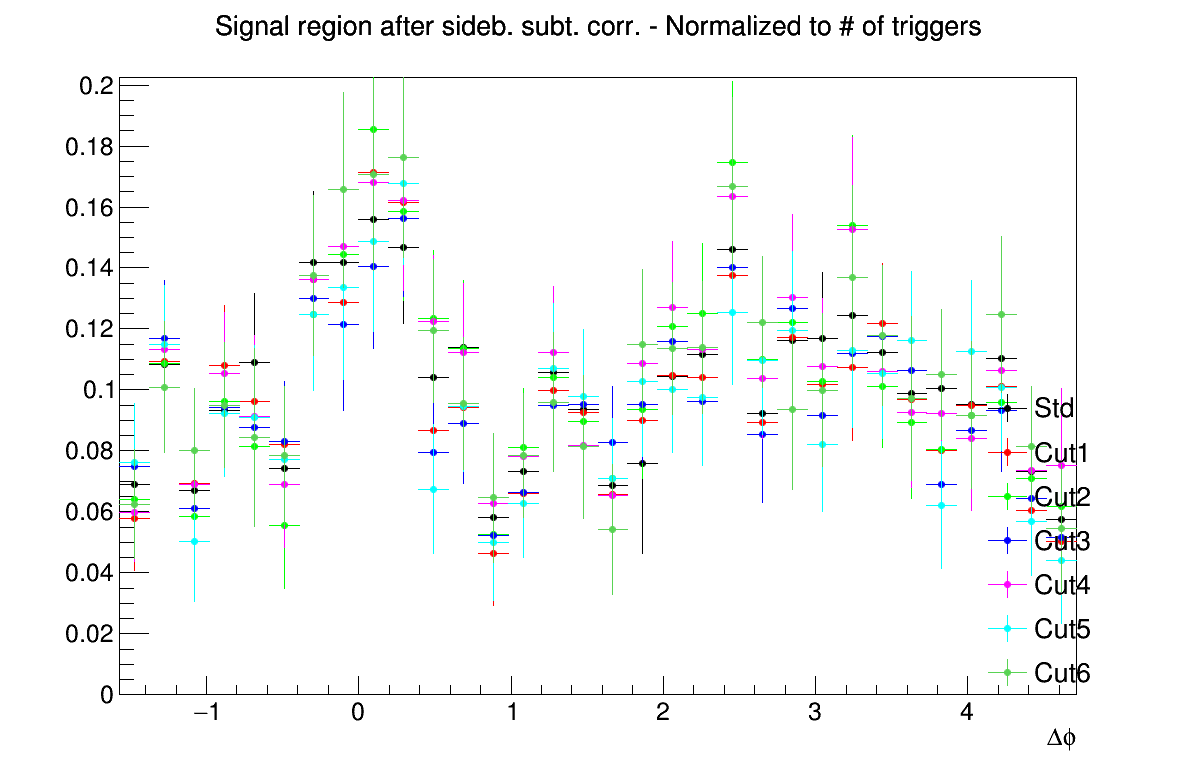 Signal region after sideb. subt. corr. - Normalized to # of triggers
0.2
0.18
0.16
0.14
0.12
0.1
0.08
0.06
0.04
0.02
0
−1
0
1
2
3
4
Δϕ
Std
Cut1
Cut2
Cut3
Cut4
Cut5
Cut6